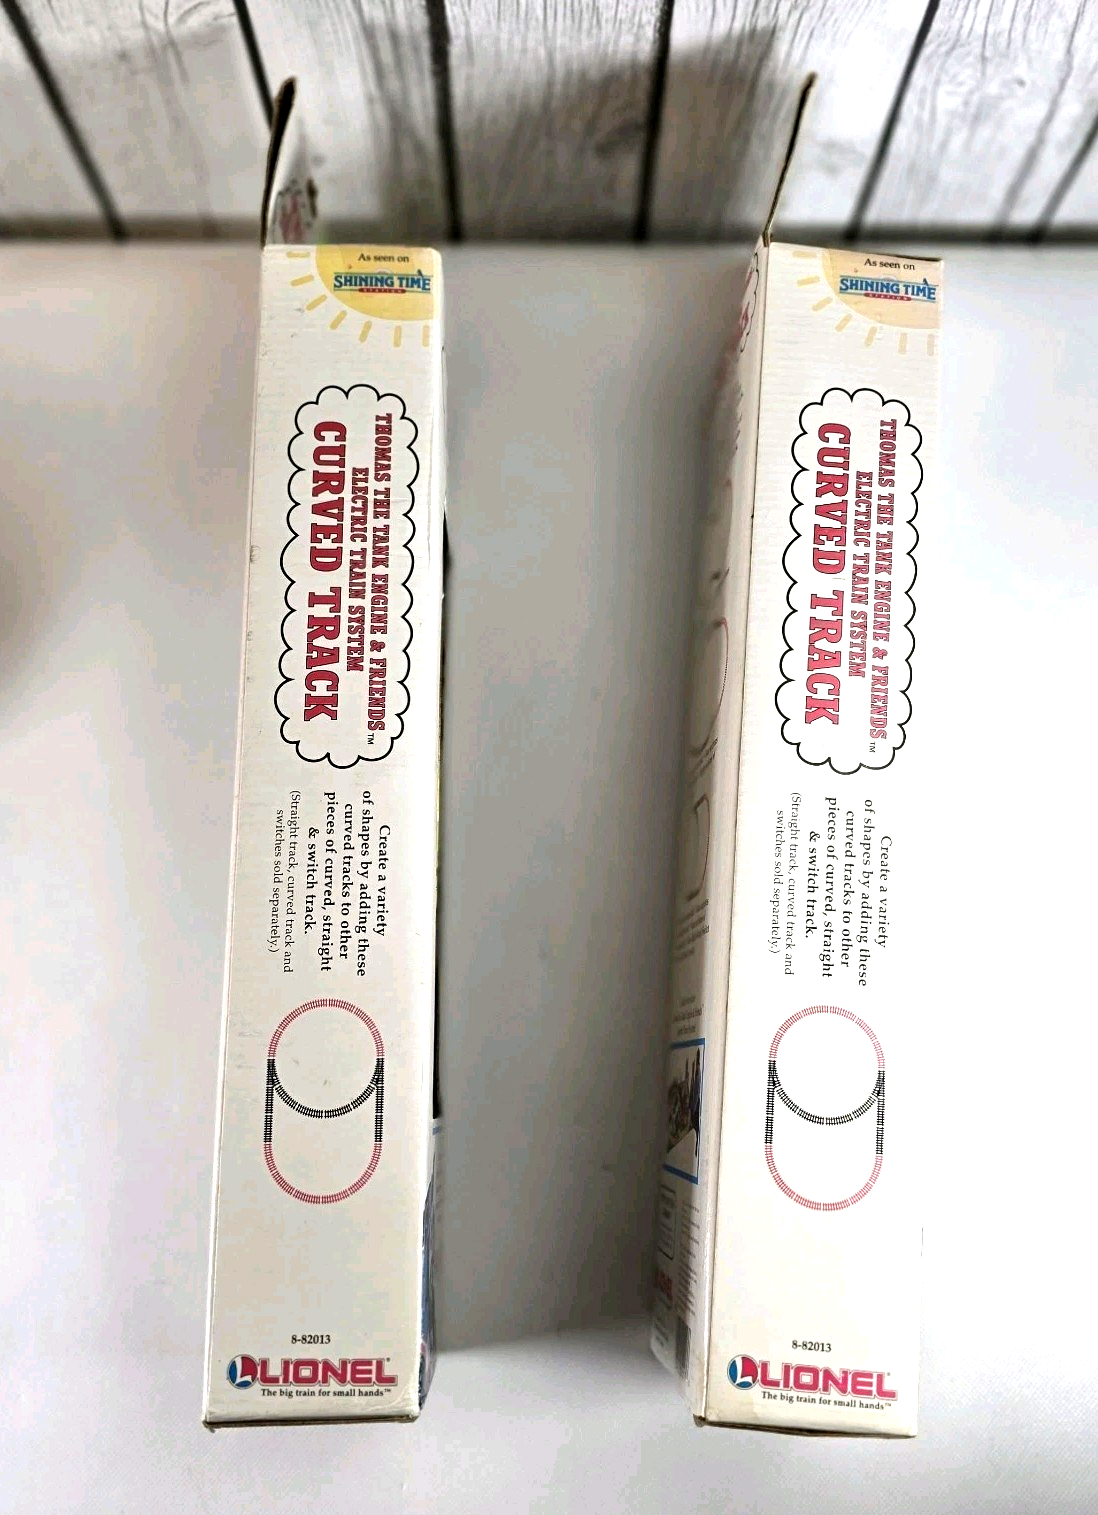 As seen on
SHINING TIME
STATION
THOMAS THE TANK ENGINE & FRIENDS™
ELECTRIC TRAIN SYSTEM
CURVED TRACK
Create a variety
of shapes by adding these
curved tracks to other
pieces of curved, straight
& switch track.
(Straight track, curved track and
switches sold separately.)
8-82013
LIONEL®
The big train for small hands™
As seen on
SHINING TIME
STATION
THOMAS THE TANK ENGINE & FRIENDS™
ELECTRIC TRAIN SYSTEM
CURVED TRACK
Create a variety
of shapes by adding these
curved tracks to other
pieces of curved, straight
& switch track.
(Straight track, curved track and
switches sold separately.)
8-82013
LIONEL®
The big train for small hands™